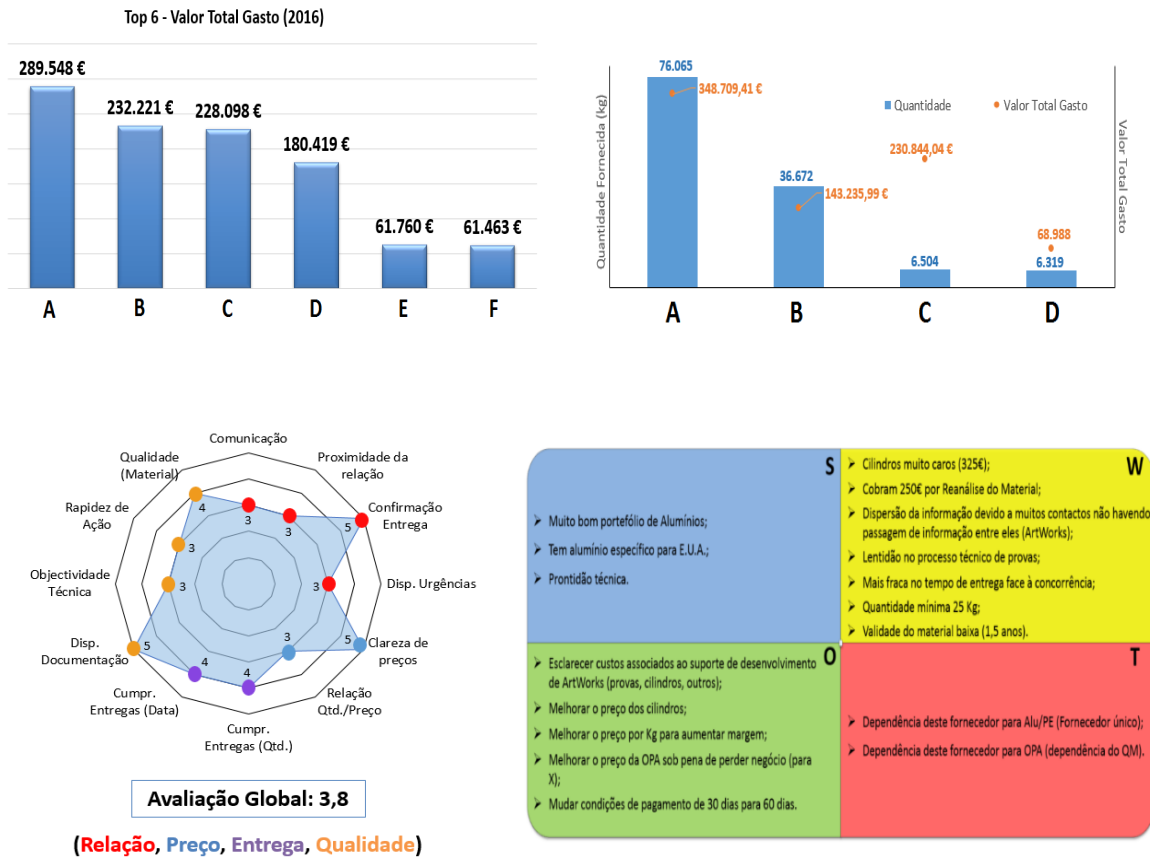 Top 6 - Valor Total Gasto (2016)
289.548 €
232.221 €
228.098 €
180.419 €
61.760 €
61.463 €
A
B
C
D
E
F
Quantidade Fornecida (kg)
76.065
348.709,41 €
Quantidade
Valor Total Gasto
36.672
143.235,99 €
230.844,04 €
6.504
68.988
6.319
Valor Total Gasto
A
B
C
D
Comunicação
Proximidade da
relação
Confirmação
Entrega
Disp. Urgências
Clareza de
preços
Relação
Qtd./Preço
Cumpr.
Entregas (Qtd.)
Cumpr.
Entregas (Data)
Disp.
Documentação
Objectividade
Técnica
Rapidez de
Ação
Qualidade
(Material)
3
3
5
3
5
3
4
4
5
3
3
4
Avaliação Global: 3,8
(Relação, Preço, Entrega, Qualidade)
S
Muito bom portefólio de Alumínios;
Tem alumínio específico para E.U.A.;
Prontidão técnica.
W
Cilindros muito caros (325€);
Cobram 250€ por Reanálise do Material;
Dispersão da informação devido a muitos contactos não havendo
passagem de informação entre eles (ArtWorks);
Lentidão no processo técnico de provas;
Mais fraca no tempo de entrega face à concorrência;
Quantidade mínima 25 Kg;
Validade do material baixa (1,5 anos).
O
Esclarecer custos associados ao suporte de desenvolvimento
de ArtWorks (provas, cilindros, outros);
Melhorar o preço dos cilindros;
Melhorar o preço por Kg para aumentar margem;
Melhorar o preço da OPA sob pena de perder negócio (para
X);
Mudar condições de pagamento de 30 dias para 60 dias.
T
Dependência deste fornecedor para Alu/PE (Fornecedor único);
Dependência deste fornecedor para OPA (dependência do QM).